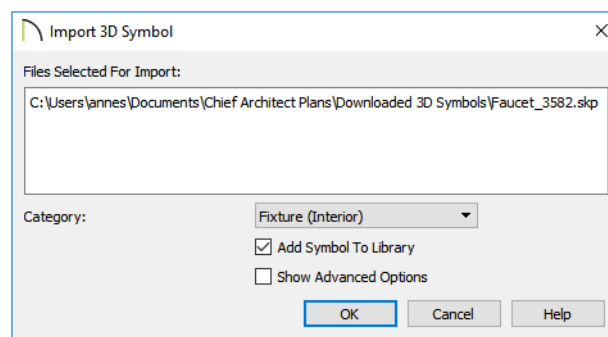 Import 3D Symbol
Files Selected For Import:
C:\Users\annes\Documents\Chief Architect Plans\Downloaded 3D Symbols\Faucet_3582.skp
Category:
Fixture (Interior)
Add Symbol To Library
Show Advanced Options
OK Cancel Help